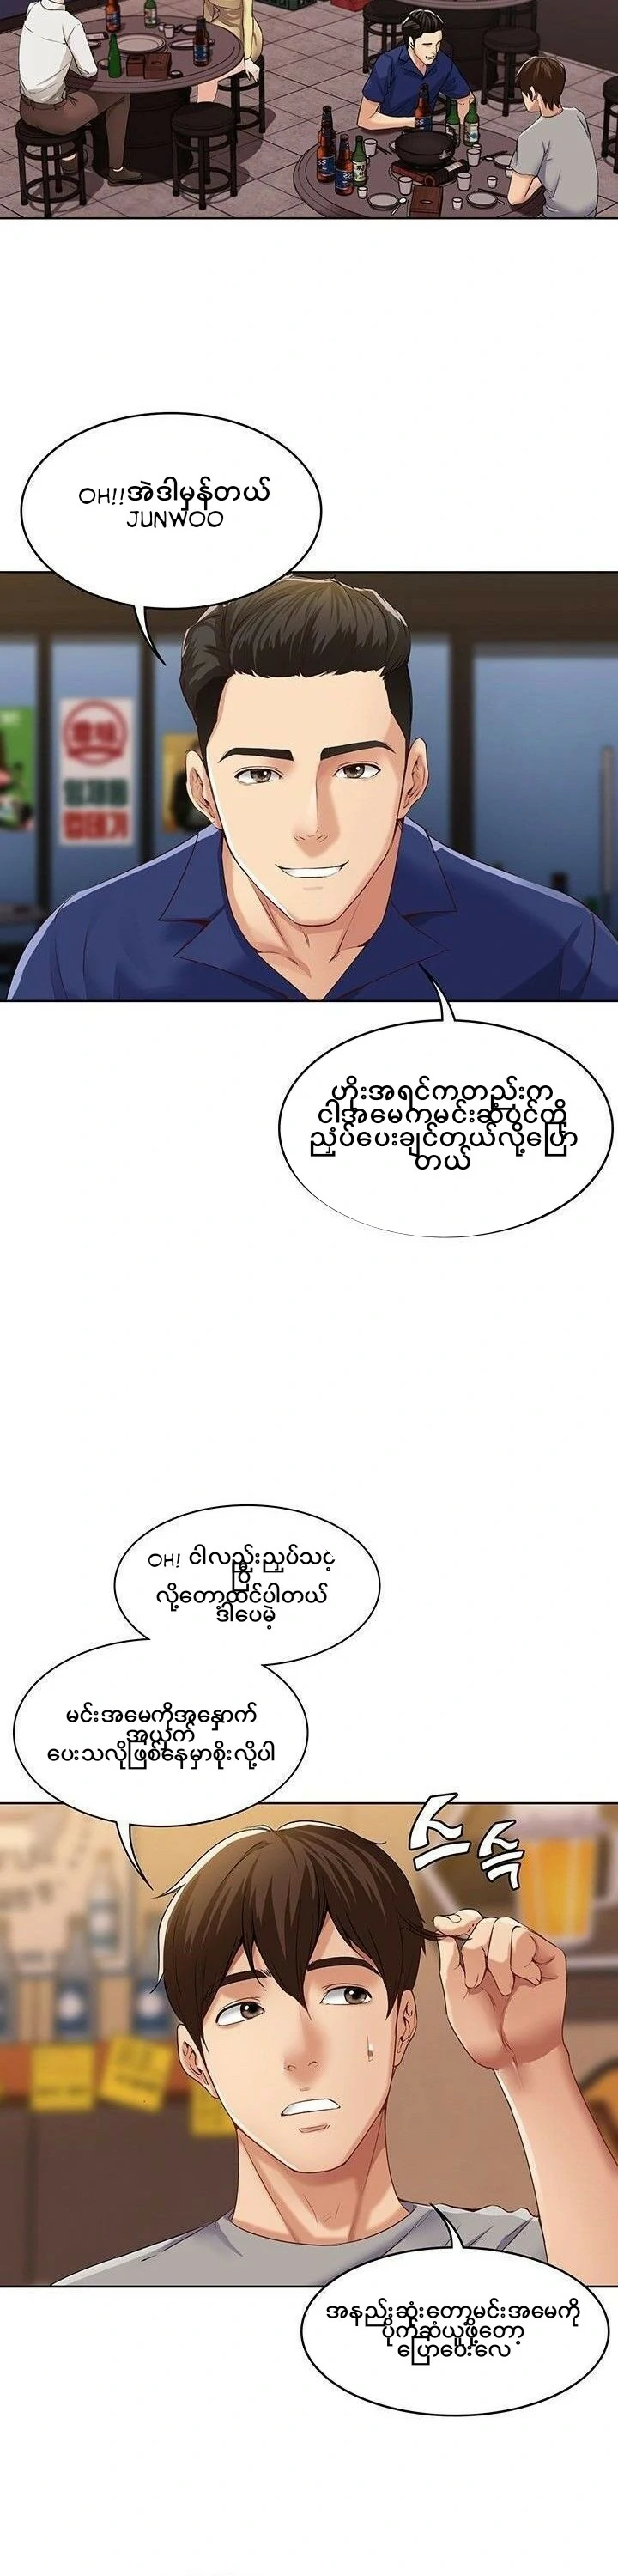 OH!!အဲဒါမှန်တယ်
JUNWOO
ဟိုးအရင်ကတည်းက
ငါ့အမေကမင်းဆံပင်ကို
ညှပ်ပေးချင်တယ်လို့ပြော
တယ်
OH! ငါလည်းညှပ်သင့်
ပြီ
လို့တော့ထင်ပါတယ်
ဒါပေမဲ့
မင်းအမေကိုအနှောက်
အယှက်
ပေးသလိုဖြစ်နေမှာစိုးလို့ပါ
스슥
အနည်းဆုံးတော့မင်းအမေကို
ပိုက်ဆံယူဖို့တော့
ပြောပေးလေ